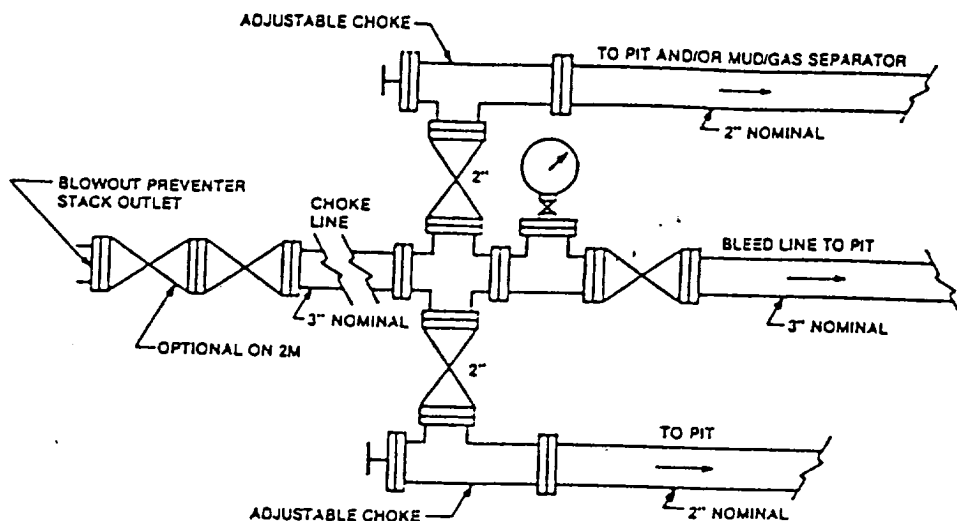 ADJUSTABLE CHOKE
TO PIT AND/OR MUD/GAS SEPARATOR
2" NOMINAL
2"
BLOWOUT PREVENTER
STACK OUTLET
CHOKE
LINE
BLEED LINE TO PIT
3" NOMINAL
3" NOMINAL
OPTIONAL ON 2M
2"
TO PIT
ADJUSTABLE CHOKE
2" NOMINAL